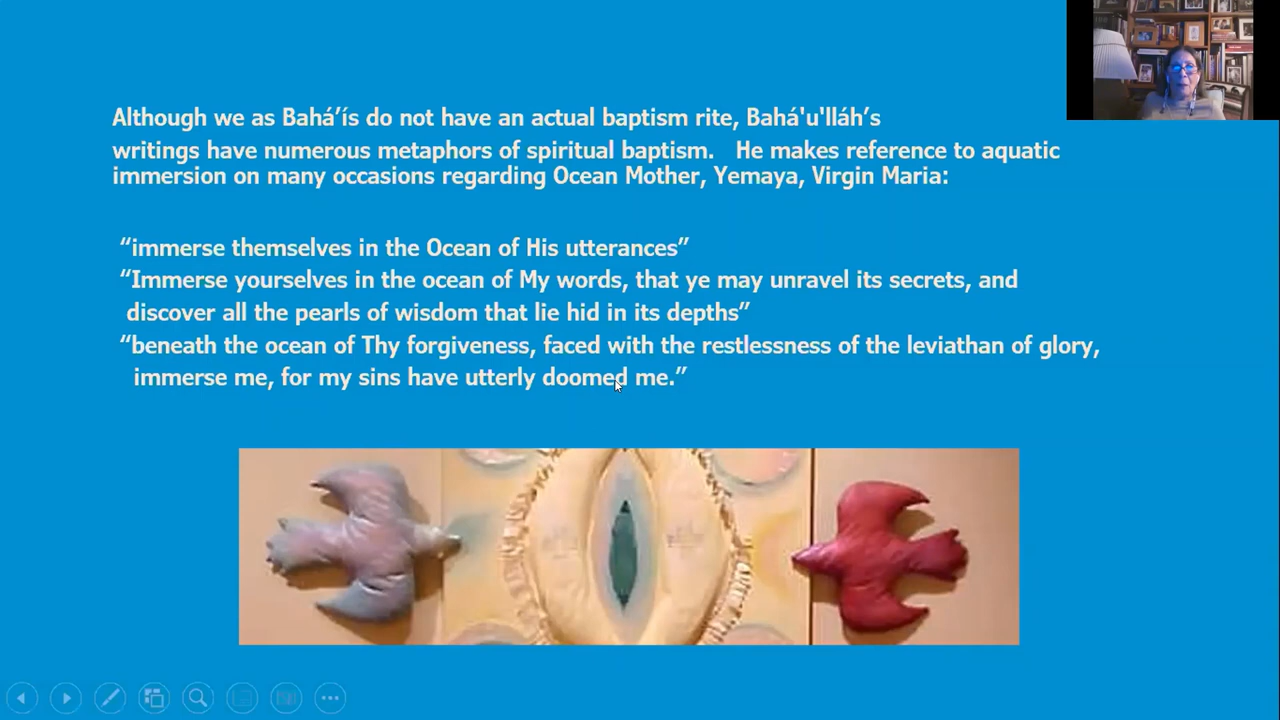 Although we as Bahá’ís do not have an actual baptism rite, Bahá'u'lláh’s
writings have numerous metaphors of spiritual baptism.   He makes reference to aquatic
immersion on many occasions regarding Ocean Mother, Yemaya, Virgin Maria:
“immerse themselves in the Ocean of His utterances”
“Immerse yourselves in the ocean of My words, that ye may unravel its secrets, and
discover all the pearls of wisdom that lie hid in its depths”
“beneath the ocean of Thy forgiveness, faced with the restlessness of the leviathan of glory,
immerse me, for my sins have utterly doomed me.”